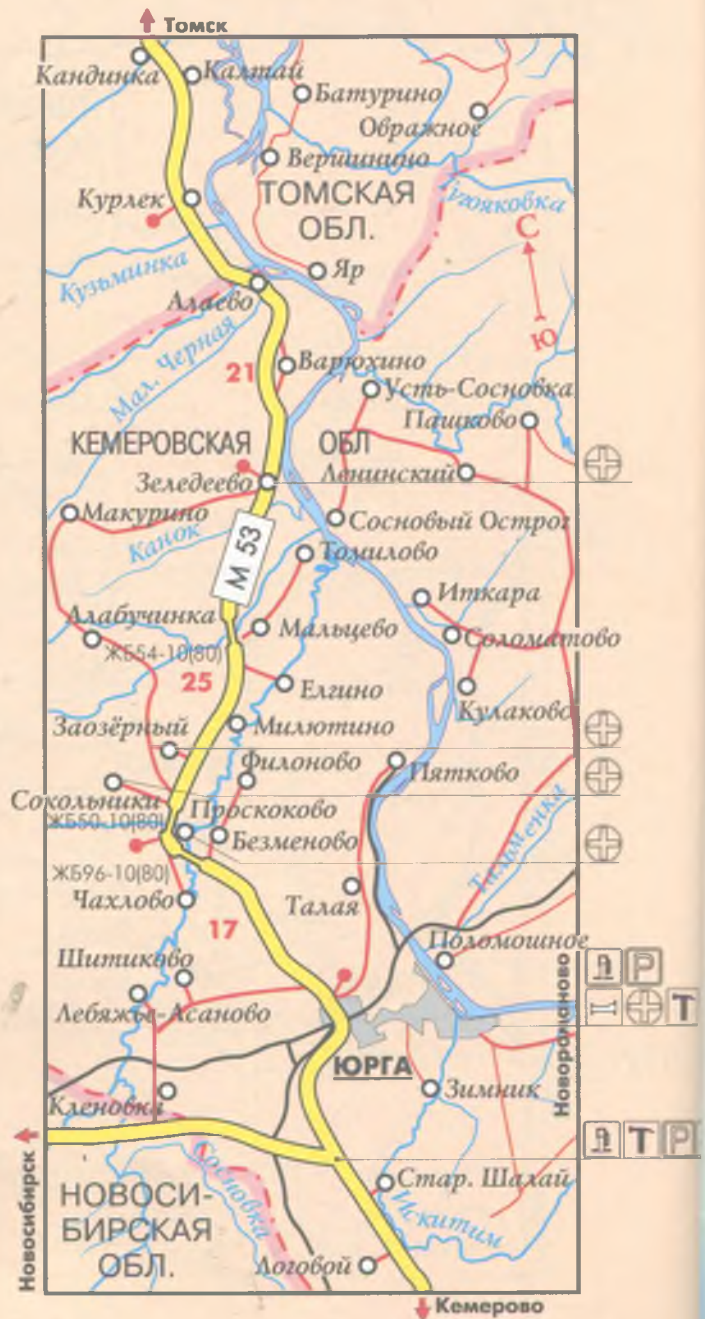 Томск
Кандинка
Калтай
Батурино
Овражное
Вершинино
Курлек
ТОМСКАЯ
ОБЛ.
С
Кузьминка
Яр
Алаево
Ю
Мал. Черная
21
Варюхино
Усть-Сосновка
Пашково
КЕМЕРОВСКАЯ ОБЛ
Зеледеево
Ленинский
Макурино
Сосновый Острог
Канок
М 53
Томилово
Иткара
Алабучинка
Мальцево
Соломатово
ЖБ54-10(80)
25
Елгино
Кулаково
Заозёрный
Милютино
Филоново
Пятково
Сокольники
Проскоково
ЖБ50-10(80)
Безменово
Тальменка
ЖБ96-10(80)
Чахлово
Талая
17
Поломошное
Шитиково
Р
Лебяжье-Асаново
Т
Новороманово
ЮРГА
Зимник
Кленовка
Т Р
Новосибирск
Сосновка
Стар. Шалай
НОВОСИ-
БИРСКАЯ
ОБЛ.
Искитим
Логовой
Кемерово